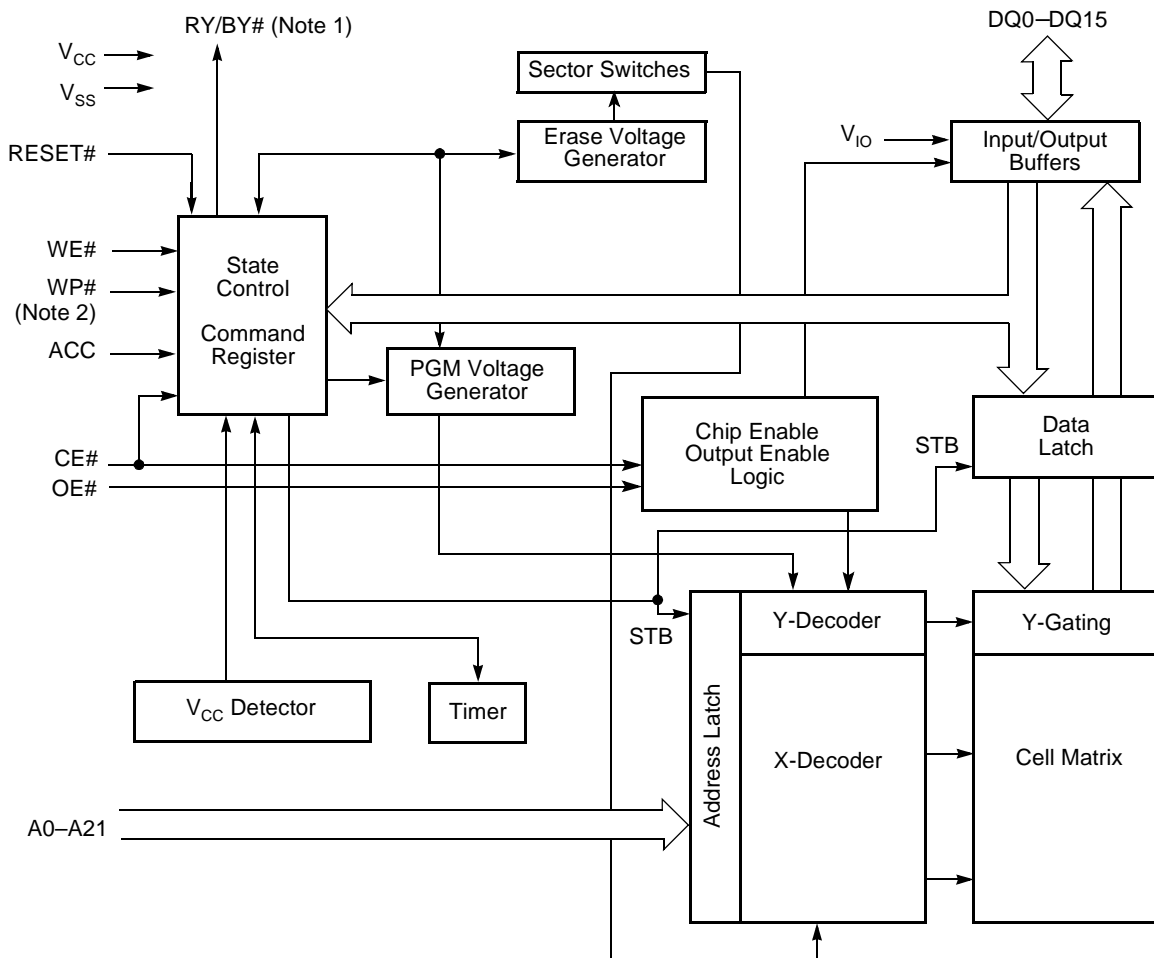 RY/BY# (Note 1)
DQ0–DQ15
VCC
VSS
Sector Switches
RESET#
Erase Voltage
Generator
VIO
Input/Output
Buffers
WE#
WP#
(Note 2)
ACC
State
Control
Command
Register
PGM Voltage
Generator
CE#
OE#
Chip Enable
Output Enable
Logic
STB
Data
Latch
STB
Y-Decoder
Y-Gating
VCC Detector
Timer
Address Latch
X-Decoder
Cell Matrix
A0–A21